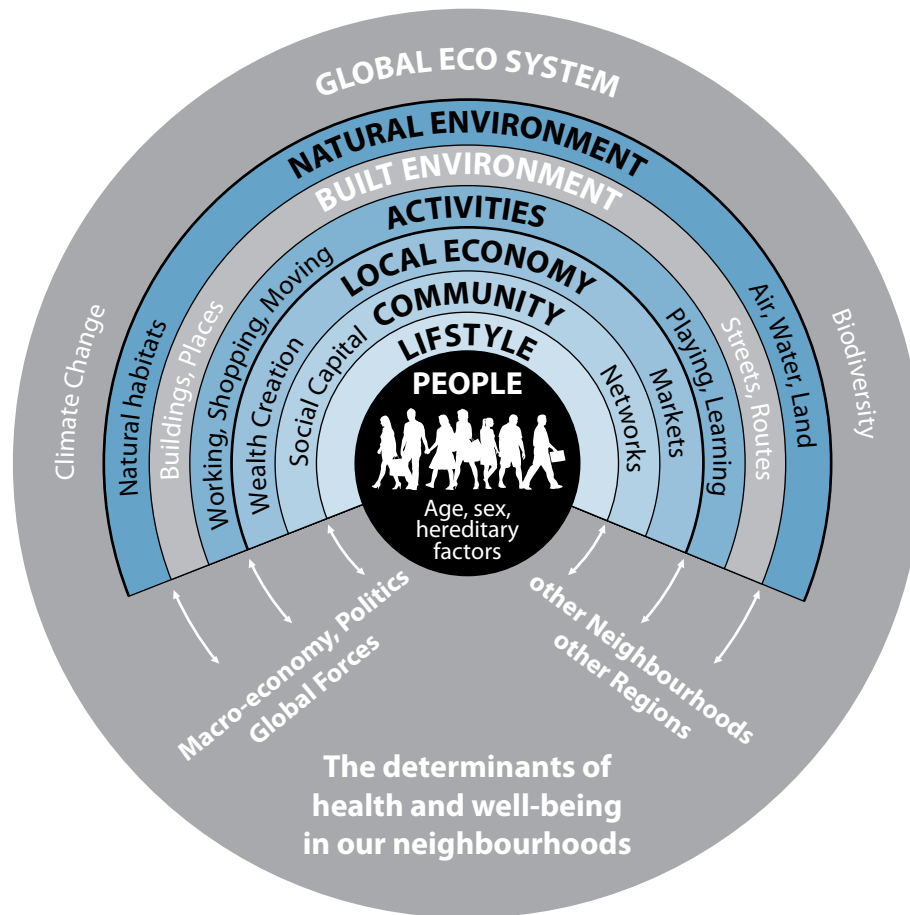 GLOBAL ECO SYSTEM
NATURAL ENVIRONMENT
BUILT ENVIRONMENT
ACTIVITIES
LOCAL ECONOMY
COMMUNITY
LIFSTYLE
PEOPLE
Age, sex,
hereditary
factors
Climate Change
Natural habitats
Buildings, Places
Working, Shopping, Moving
Wealth Creation
Social Capital
Networks
Markets
Playing, Learning
Streets, Routes
Air, Water, Land
Biodiversity
Macro-economy, Politics
Global Forces
other Neighbourhoods
other Regions
The determinants of
health and well-being
in our neighbourhoods